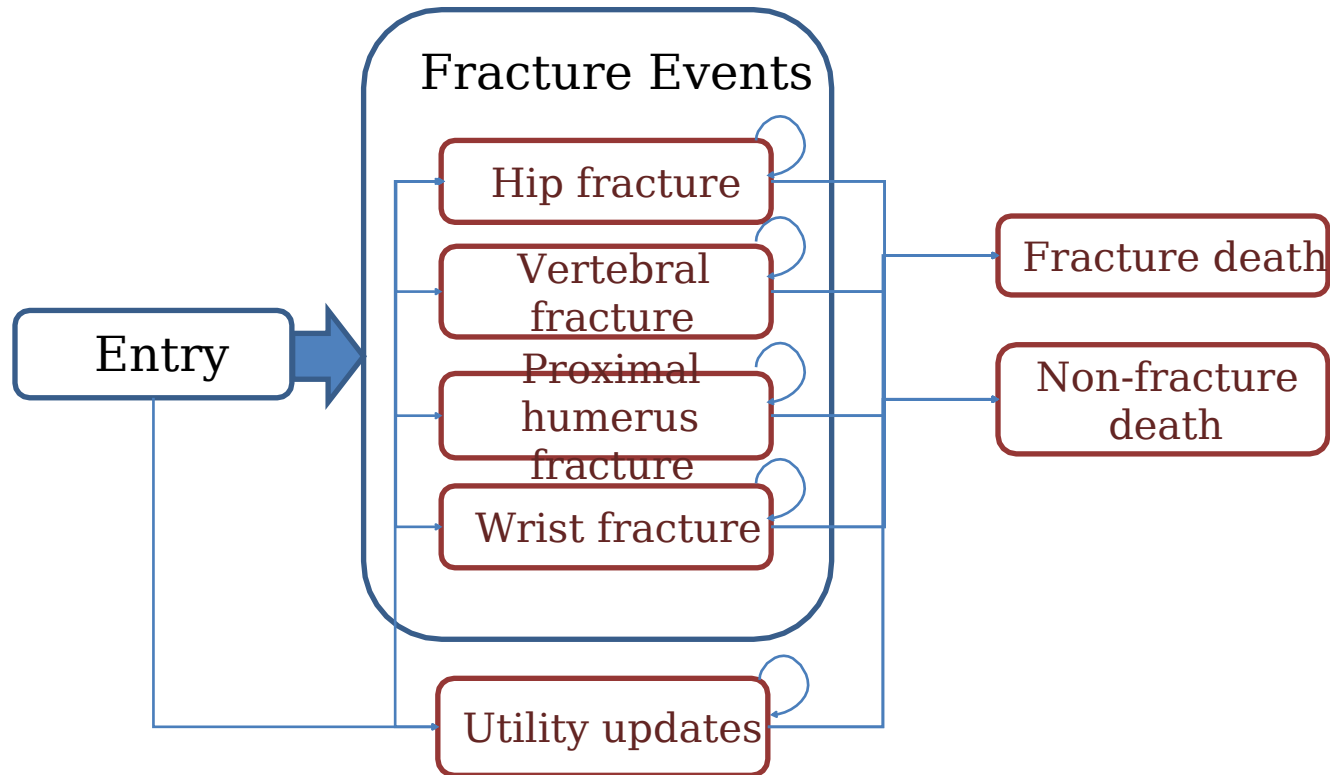 Fracture Events
Hip fracture
Vertebral
fracture
Proximal
humerus
fracture
Wrist fracture
Utility updates
Entry
Fracture death
Non-fracture
death